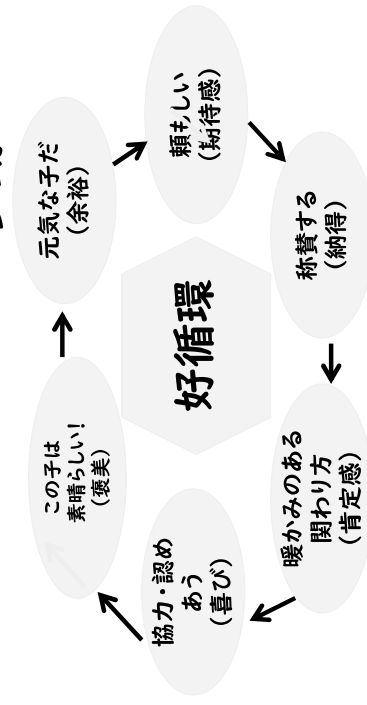 好循環
元気な子だ
(余裕)
頼もしい
(期待感)
称賛する
(納得)
暖かみのある
関わり方
(肯定感)
協力・認め
あう
(喜び)
この子は
素晴らしい!
(褒美)